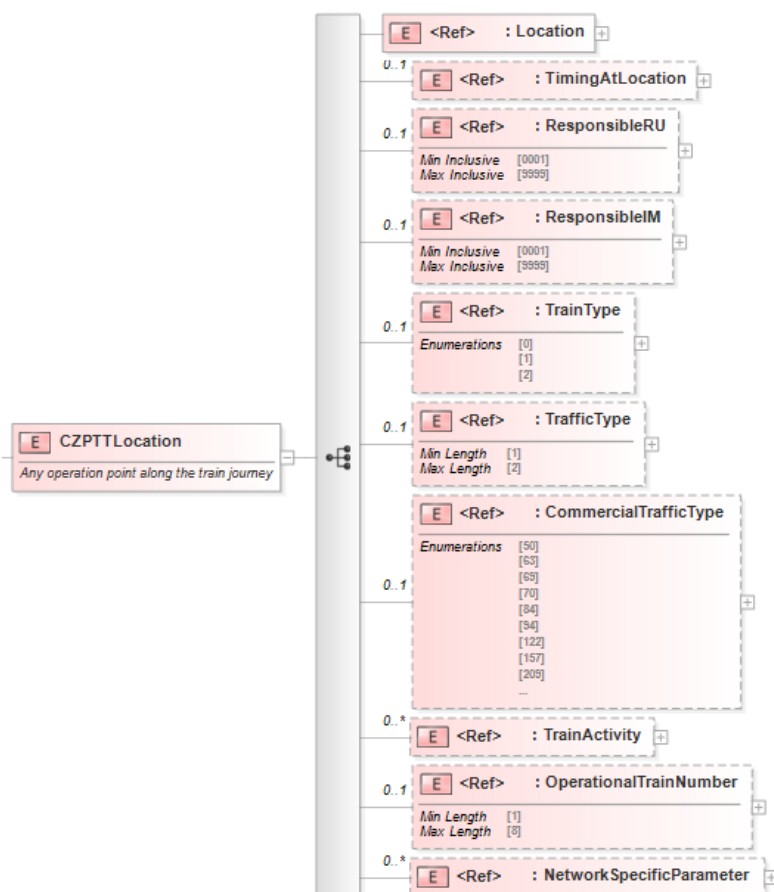 E <Ref> : Location
0..1
E <Ref> : TimingAtLocation
0..1
E <Ref> : ResponsibleRU
Min Inclusive [0001]
Max Inclusive [9999]
0..1
E <Ref> : ResponsibleIM
Min Inclusive [0001]
Max Inclusive [9999]
0..1
E <Ref> : TrainType
Enumerations [0]
[1]
[2]
E CZPTTLocation
Any operation point along the train journey
0..1
E <Ref> : TrafficType
Min Length [1]
Max Length [2]
0..1
E <Ref> : CommercialTrafficType
Enumerations [50]
[63]
[69]
[70]
[84]
[94]
[122]
[157]
[209]
...
0..*
E <Ref> : TrainActivity
0..1
E <Ref> : OperationalTrainNumber
Min Length [1]
Max Length [8]
0..*
E <Ref> : NetworkSpecificParameter